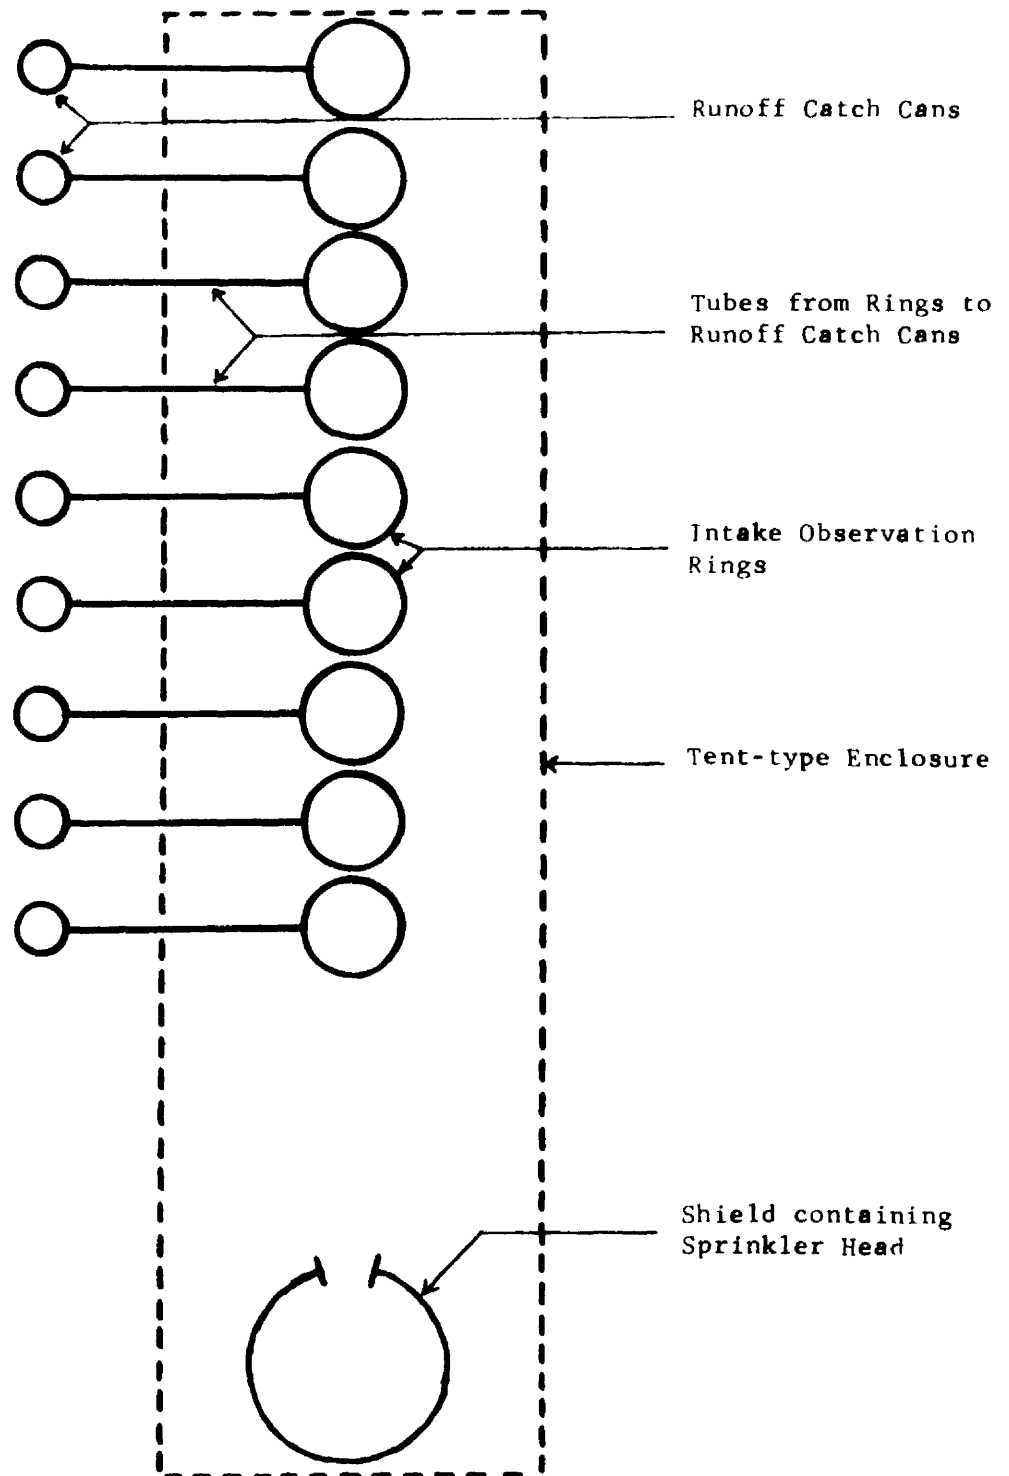 Runoff Catch Cans
Tubes from Rings to
Runoff Catch Cans
Intake Observation
Rings
Tent-type Enclosure
Shield containing
Sprinkler Head